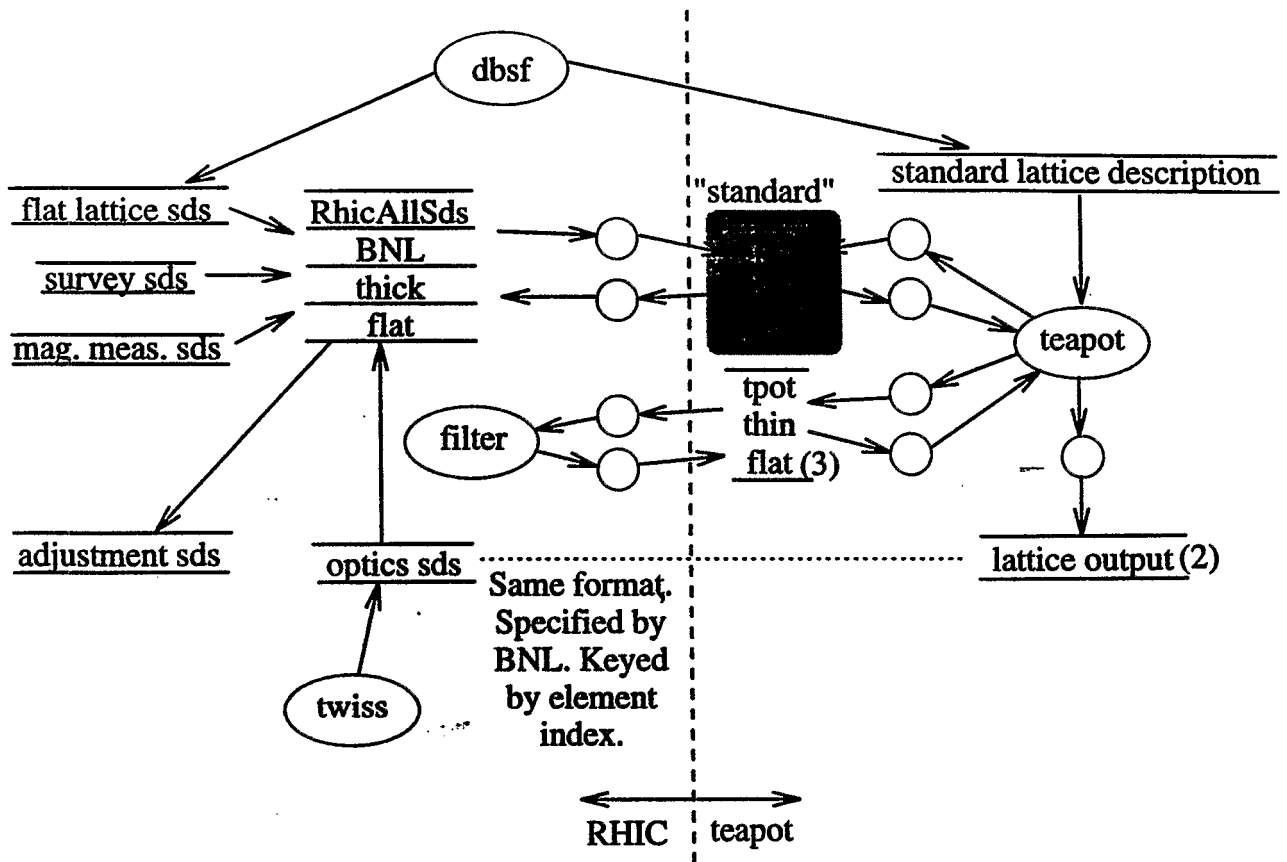 dbsf
standard lattice description
flat lattice sds
RhicAllSds
"standard"
BNL
survey sds
thick
mag. meas. sds
flat
teapot
tpot
thin
flat (3)
filter
adjustment sds
optics sds
lattice output (2)
Same format.
Specified by
BNL. Keyed
by element
index.
twiss
RHIC
teapot